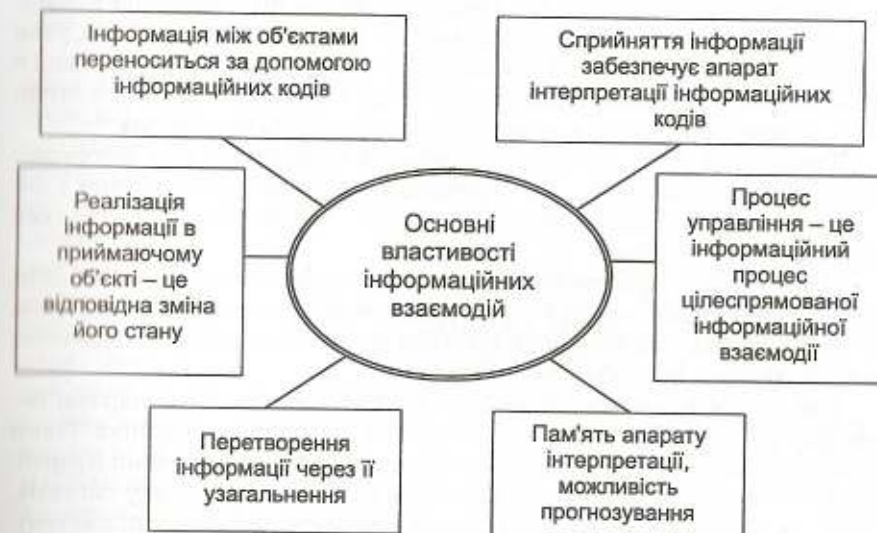 Інформація між об'єктами
переноситься за допомогою
інформаційних кодів
Сприйняття інформації
забезпечує апарат
інтерпретації інформаційних
кодів
Реалізація
інформації в
приймаючому
об'єкті – це
відповідна зміна
його стану
Основні
властивості
інформаційних
взаємодій
Процес
управління – це
інформаційний
процес
цілеспрямованої
інформаційної
взаємодії
Перетворення
інформації через її
узагальнення
Пам'ять апарату
інтерпретації,
можливість
прогнозування